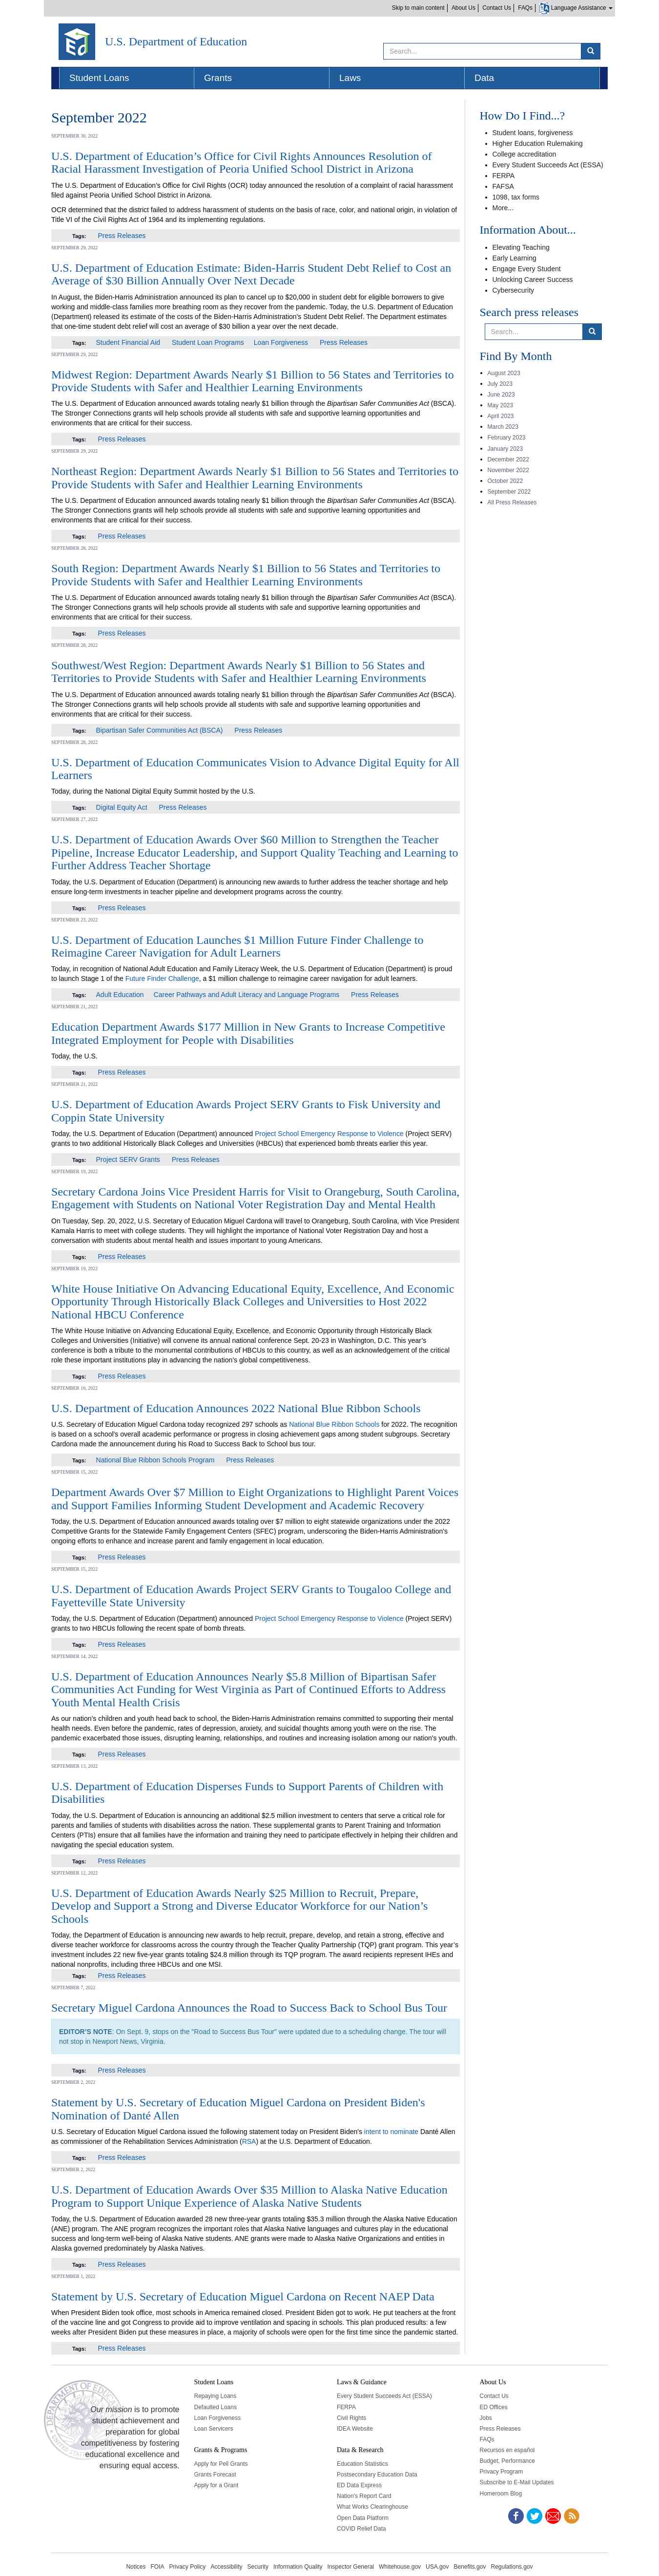 Skip to main content | About Us | Contact Us | FAQs | Language Assistance
U.S. Department of Education
Search...
Student Loans
Grants
Laws
Data
September 2022
SEPTEMBER 30, 2022
U.S. Department of Education’s Office for Civil Rights Announces Resolution of
Racial Harassment Investigation of Peoria Unified School District in Arizona
The U.S. Department of Education’s Office for Civil Rights (OCR) today announced the resolution of a complaint of racial harassment
filed against Peoria Unified School District in Arizona.
OCR determined that the district failed to address harassment of students on the basis of race, color, and national origin, in violation of
Title VI of the Civil Rights Act of 1964 and its implementing regulations.
Tags: Press Releases
SEPTEMBER 29, 2022
U.S. Department of Education Estimate: Biden-Harris Student Debt Relief to Cost an
Average of $30 Billion Annually Over Next Decade
In August, the Biden-Harris Administration announced its plan to cancel up to $20,000 in student debt for eligible borrowers to give
working and middle-class families more breathing room as they recover from the pandemic. Today, the U.S. Department of Education
(Department) released its estimate of the costs of the Biden-Harris Administration's Student Debt Relief. The Department estimates
that one-time student debt relief will cost an average of $30 billion a year over the next decade.
Tags: Student Financial Aid Student Loan Programs Loan Forgiveness Press Releases
SEPTEMBER 29, 2022
Midwest Region: Department Awards Nearly $1 Billion to 56 States and Territories to
Provide Students with Safer and Healthier Learning Environments
The U.S. Department of Education announced awards totaling nearly $1 billion through the Bipartisan Safer Communities Act (BSCA).
The Stronger Connections grants will help schools provide all students with safe and supportive learning opportunities and
environments that are critical for their success.
Tags: Press Releases
SEPTEMBER 29, 2022
Northeast Region: Department Awards Nearly $1 Billion to 56 States and Territories to
Provide Students with Safer and Healthier Learning Environments
The U.S. Department of Education announced awards totaling nearly $1 billion through the Bipartisan Safer Communities Act (BSCA).
The Stronger Connections grants will help schools provide all students with safe and supportive learning opportunities and
environments that are critical for their success.
Tags: Press Releases
SEPTEMBER 28, 2022
South Region: Department Awards Nearly $1 Billion to 56 States and Territories to
Provide Students with Safer and Healthier Learning Environments
The U.S. Department of Education announced awards totaling nearly $1 billion through the Bipartisan Safer Communities Act (BSCA).
The Stronger Connections grants will help schools provide all students with safe and supportive learning opportunities and
environments that are critical for their success.
Tags: Press Releases
SEPTEMBER 28, 2022
Southwest/West Region: Department Awards Nearly $1 Billion to 56 States and
Territories to Provide Students with Safer and Healthier Learning Environments
The U.S. Department of Education announced awards totaling nearly $1 billion through the Bipartisan Safer Communities Act (BSCA).
The Stronger Connections grants will help schools provide all students with safe and supportive learning opportunities and
environments that are critical for their success.
Tags: Bipartisan Safer Communities Act (BSCA) Press Releases
SEPTEMBER 28, 2022
U.S. Department of Education Communicates Vision to Advance Digital Equity for All
Learners
Today, during the National Digital Equity Summit hosted by the U.S.
Tags: Digital Equity Act Press Releases
SEPTEMBER 27, 2022
U.S. Department of Education Awards Over $60 Million to Strengthen the Teacher
Pipeline, Increase Educator Leadership, and Support Quality Teaching and Learning to
Further Address Teacher Shortage
Today, the U.S. Department of Education (Department) is announcing new awards to further address the teacher shortage and help
ensure long-term investments in teacher pipeline and development programs across the country.
Tags: Press Releases
SEPTEMBER 23, 2022
U.S. Department of Education Launches $1 Million Future Finder Challenge to
Reimagine Career Navigation for Adult Learners
Today, in recognition of National Adult Education and Family Literacy Week, the U.S. Department of Education (Department) is proud
to launch Stage 1 of the Future Finder Challenge, a $1 million challenge to reimagine career navigation for adult learners.
Tags: Adult Education Career Pathways and Adult Literacy and Language Programs Press Releases
SEPTEMBER 21, 2022
Education Department Awards $177 Million in New Grants to Increase Competitive
Integrated Employment for People with Disabilities
Today, the U.S.
Tags: Press Releases
SEPTEMBER 21, 2022
U.S. Department of Education Awards Project SERV Grants to Fisk University and
Coppin State University
Today, the U.S. Department of Education (Department) announced Project School Emergency Response to Violence (Project SERV)
grants to two additional Historically Black Colleges and Universities (HBCUs) that experienced bomb threats earlier this year.
Tags: Project SERV Grants Press Releases
SEPTEMBER 19, 2022
Secretary Cardona Joins Vice President Harris for Visit to Orangeburg, South Carolina,
Engagement with Students on National Voter Registration Day and Mental Health
On Tuesday, Sep. 20, 2022, U.S. Secretary of Education Miguel Cardona will travel to Orangeburg, South Carolina, with Vice President
Kamala Harris to meet with college students. They will highlight the importance of National Voter Registration Day and host a
conversation with students about mental health and issues important to young Americans.
Tags: Press Releases
SEPTEMBER 19, 2022
White House Initiative On Advancing Educational Equity, Excellence, And Economic
Opportunity Through Historically Black Colleges and Universities to Host 2022
National HBCU Conference
The White House Initiative on Advancing Educational Equity, Excellence, and Economic Opportunity through Historically Black
Colleges and Universities (Initiative) will convene its annual national conference Sept. 20-23 in Washington, D.C. This year’s
conference is both a tribute to the monumental contributions of HBCUs to this country, as well as an acknowledgement of the critical
role these important institutions play in advancing the nation's global competitiveness.
Tags: Press Releases
SEPTEMBER 16, 2022
U.S. Department of Education Announces 2022 National Blue Ribbon Schools
U.S. Secretary of Education Miguel Cardona today recognized 297 schools as National Blue Ribbon Schools for 2022. The recognition
is based on a school’s overall academic performance or progress in closing achievement gaps among student subgroups. Secretary
Cardona made the announcement during his Road to Success Back to School bus tour.
Tags: National Blue Ribbon Schools Program Press Releases
SEPTEMBER 15, 2022
Department Awards Over $7 Million to Eight Organizations to Highlight Parent Voices
and Support Families Informing Student Development and Academic Recovery
Today, the U.S. Department of Education announced awards totaling over $7 million to eight statewide organizations under the 2022
Competitive Grants for the Statewide Family Engagement Centers (SFEC) program, underscoring the Biden-Harris Administration's
ongoing efforts to enhance and increase parent and family engagement in local education.
Tags: Press Releases
SEPTEMBER 15, 2022
U.S. Department of Education Awards Project SERV Grants to Tougaloo College and
Fayetteville State University
Today, the U.S. Department of Education (Department) announced Project School Emergency Response to Violence (Project SERV)
grants to two HBCUs following the recent spate of bomb threats.
Tags: Press Releases
SEPTEMBER 14, 2022
U.S. Department of Education Announces Nearly $5.8 Million of Bipartisan Safer
Communities Act Funding for West Virginia as Part of Continued Efforts to Address
Youth Mental Health Crisis
As our nation’s children and youth head back to school, the Biden-Harris Administration remains committed to supporting their mental
health needs. Even before the pandemic, rates of depression, anxiety, and suicidal thoughts among youth were on the rise. The
pandemic exacerbated those issues, disrupting learning, relationships, and routines and increasing isolation among our nation’s youth.
Tags: Press Releases
SEPTEMBER 13, 2022
U.S. Department of Education Disperses Funds to Support Parents of Children with
Disabilities
Today, the U.S. Department of Education is announcing an additional $2.5 million investment to centers that serve a critical role for
parents and families of students with disabilities across the nation. These supplemental grants to Parent Training and Information
Centers (PTIs) ensure that all families have the information and training they need to participate effectively in helping their children and
navigating the special education system.
Tags: Press Releases
SEPTEMBER 12, 2022
U.S. Department of Education Awards Nearly $25 Million to Recruit, Prepare,
Develop and Support a Strong and Diverse Educator Workforce for our Nation’s
Schools
Today, the Department of Education is announcing new awards to help recruit, prepare, develop, and retain a strong, effective and
diverse teacher workforce for classrooms across the country through the Teacher Quality Partnership (TQP) grant program. This year’s
investment includes 22 new five-year grants totaling $24.8 million through its TQP program. The award recipients represent IHEs and
national nonprofits, including three HBCUs and one MSI.
Tags: Press Releases
SEPTEMBER 7, 2022
Secretary Miguel Cardona Announces the Road to Success Back to School Bus Tour
EDITOR'S NOTE: On Sept. 9, stops on the "Road to Success Bus Tour" were updated due to a scheduling change. The tour will
not stop in Newport News, Virginia.
Tags: Press Releases
SEPTEMBER 2, 2022
Statement by U.S. Secretary of Education Miguel Cardona on President Biden's
Nomination of Danté Allen
U.S. Secretary of Education Miguel Cardona issued the following statement today on President Biden's intent to nominate Danté Allen
as commissioner of the Rehabilitation Services Administration (RSA) at the U.S. Department of Education.
Tags: Press Releases
SEPTEMBER 2, 2022
U.S. Department of Education Awards Over $35 Million to Alaska Native Education
Program to Support Unique Experience of Alaska Native Students
Today, the U.S. Department of Education awarded 28 new three-year grants totaling $35.3 million through the Alaska Native Education
(ANE) program. The ANE program recognizes the important roles that Alaska Native languages and cultures play in the educational
success and long-term well-being of Alaska Native students. ANE grants were made to Alaska Native Organizations and entities in
Alaska governed predominately by Alaska Natives.
Tags: Press Releases
SEPTEMBER 1, 2022
Statement by U.S. Secretary of Education Miguel Cardona on Recent NAEP Data
When President Biden took office, most schools in America remained closed. President Biden got to work. He put teachers at the front
of the vaccine line and got Congress to provide aid to improve ventilation and spacing in schools. This plan produced results: a few
weeks after President Biden put these measures in place, a majority of schools were open for the first time since the pandemic started.
Tags: Press Releases
How Do I Find...?
Student loans, forgiveness
Higher Education Rulemaking
College accreditation
Every Student Succeeds Act (ESSA)
FERPA
FAFSA
1098, tax forms
More...
Information About...
Elevating Teaching
Early Learning
Engage Every Student
Unlocking Career Success
Cybersecurity
Search press releases
Search...
Find By Month
August 2023
July 2023
June 2023
May 2023
April 2023
March 2023
February 2023
January 2023
December 2022
November 2022
October 2022
September 2022
All Press Releases
Our mission is to promote
student achievement and
preparation for global
competitiveness by fostering
educational excellence and
ensuring equal access.
Student Loans
Repaying Loans
Defaulted Loans
Loan Forgiveness
Loan Servicers
Grants & Programs
Apply for Pell Grants
Grants Forecast
Apply for a Grant
Laws & Guidance
Every Student Succeeds Act (ESSA)
FERPA
Civil Rights
IDEA Website
Data & Research
Education Statistics
Postsecondary Education Data
ED Data Express
Nation's Report Card
What Works Clearinghouse
Open Data Platform
COVID Relief Data
About Us
Contact Us
ED Offices
Jobs
Press Releases
FAQs
Recursos en español
Budget, Performance
Privacy Program
Subscribe to E-Mail Updates
Homeroom Blog
Notices FOIA Privacy Policy Accessibility Security Information Quality Inspector General Whitehouse.gov USA.gov Benefits.gov Regulations.gov